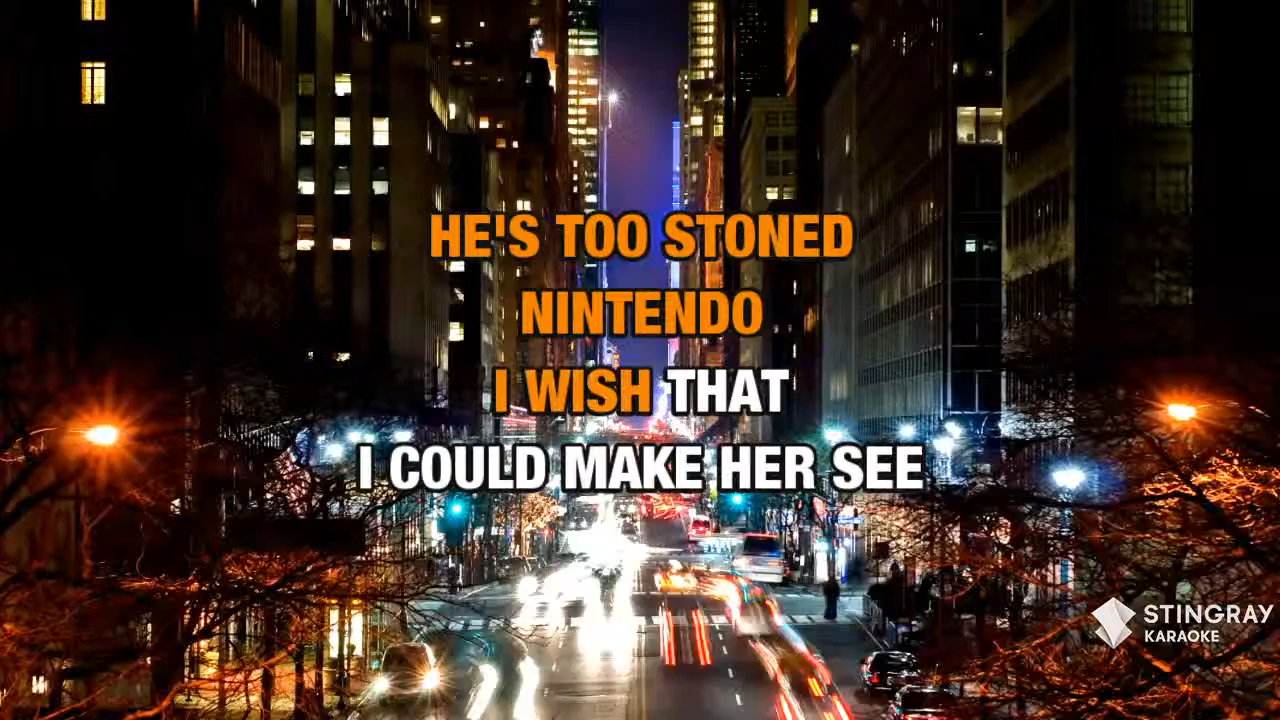 HE'S TOO STONED
NINTENDO
I WISH THAT
I COULD MAKE HER SEE
STINGRAY
KARAOKE